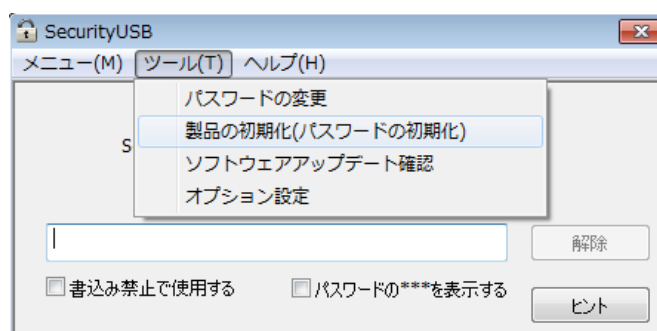 SecurityUSB
メニュー(M) ツール(T) ヘルプ(H)
パスワードの変更
製品の初期化(パスワードの初期化)
S
ソフトウェアアップデート確認
オプション設定
解除
書込み禁止で使用する パスワードの***を表示する
ヒント